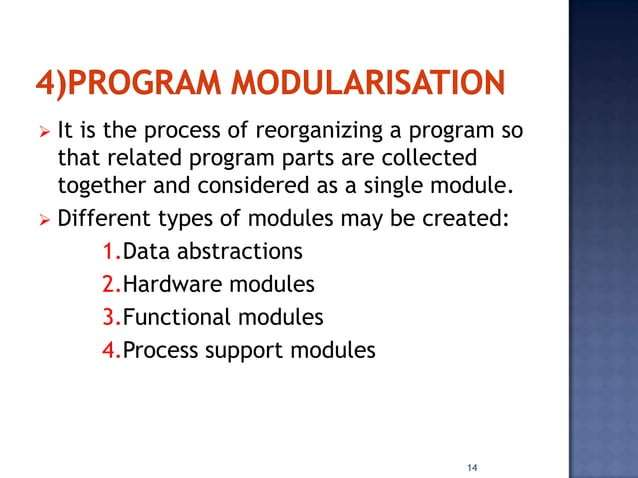 4)PROGRAM MODULARISATION
➢ It is the process of reorganizing a program so
that related program parts are collected
together and considered as a single module.
➢ Different types of modules may be created:
1.Data abstractions
2.Hardware modules
3.Functional modules
4.Process support modules
14